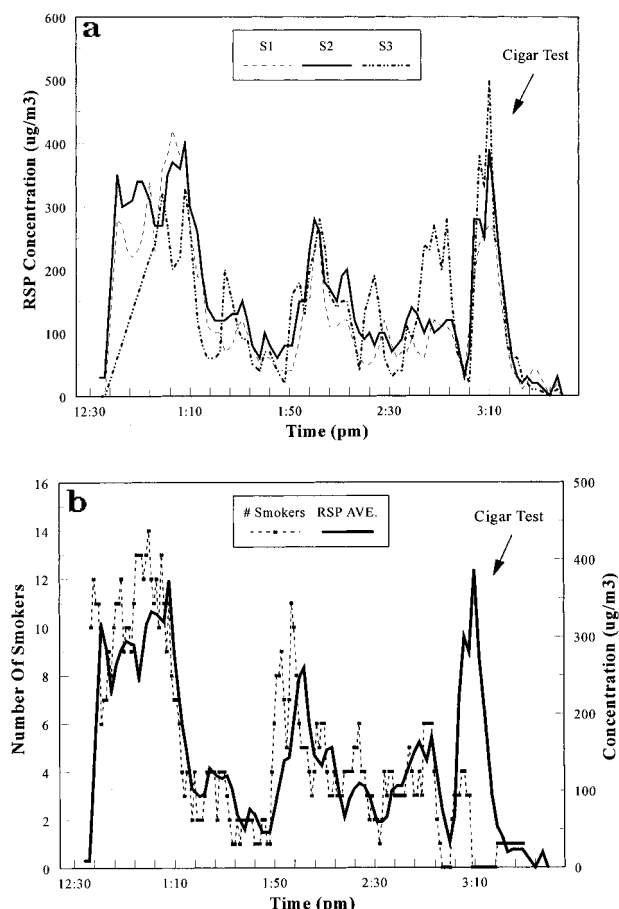 a
S1 S2 S3
Cigar Test
RSP Concentration (ug/m3)
600
500
400
300
200
100
0
12:30 1:10 1:50 2:30 3:10
Time (pm)
b
# Smokers RSP AVE.
Cigar Test
Number Of Smokers
16
14
12
10
8
6
4
2
0
500
400
300
200
100
0
Concentration (ug/m3)
12:30 1:10 1:50 2:30 3:10
Time (pm)